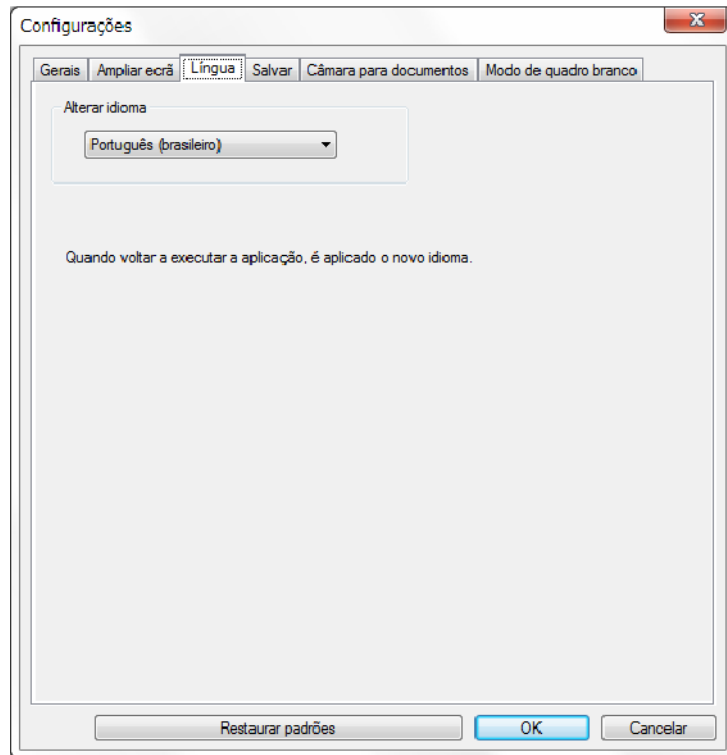 Configurações
Gerais Ampliar ecrã Língua Salvar Câmara para documentos Modo de quadro branco
Alterar idioma
Português (brasileiro)
Quando voltar a executar a aplicação, é aplicado o novo idioma.
Restaurar padrões OK Cancelar